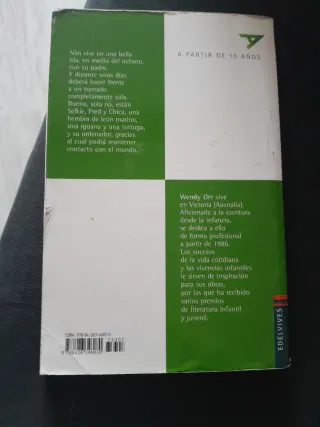 A PARTIR DE 10 AÑOS
Nim vive en una bella
isla, en medio del océano,
con su padre.
Y durante unos días
deberá hacer frente
a un tornado
completamente sola.
Bueno, sola no, están
Selkie, Fred y Chica, una
hembra de león marino,
una iguana y una tortuga,
y su ordenador, gracias
al cual podrá mantener
contacto con el mundo.
Wendy Orr vive
en Victoria (Australia).
Aficionada a la escritura
desde la infancia,
se dedica a ello
de forma profesional
a partir de 1986.
Los sucesos
de la vida cotidiana
y las vivencias infantiles
le sirven de inspiración
para sus obras,
por las que ha recibido
varios premios
de literatura infantil
y juvenil.
EDELVIVES